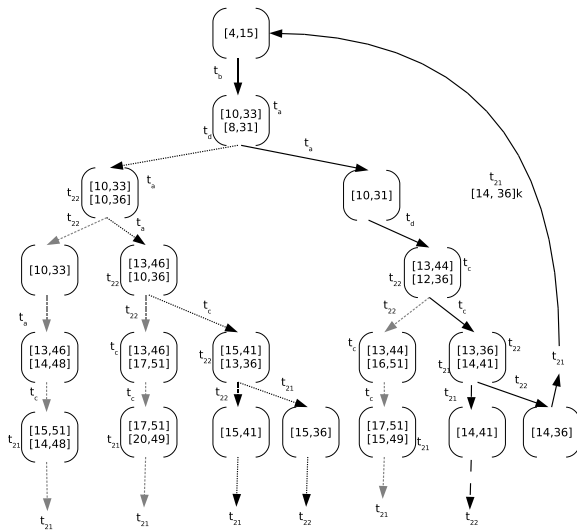 [4,15]
t_b
[10,33]
[8,31]
t_a
t_d
t_a
[10,33]
[10,36]
t_22
t_a
[10,31]
t_21
[14, 36]k
t_22
t_a
t_d
[10,33]
[13,46]
[10,36]
t_22
[13,44]
[12,36]
t_c
t_22
t_a
t_22
t_c
t_22
t_c
[13,46]
[14,48]
t_c
[13,46]
[17,51]
t_22
[15,41]
[13,36]
t_c
[13,44]
[16,51]
[13,36]
[14,41]
t_22
t_21
t_21
t_c
t_c
t_22
t_21
t_c
t_21
t_22
t_21
[15,51]
[14,48]
t_21
[17,51]
[20,49]
[15,41]
[15,36]
[17,51]
[15,49]
t_21
[14,41]
[14,36]
t_21
t_21
t_21
t_22
t_21
t_22